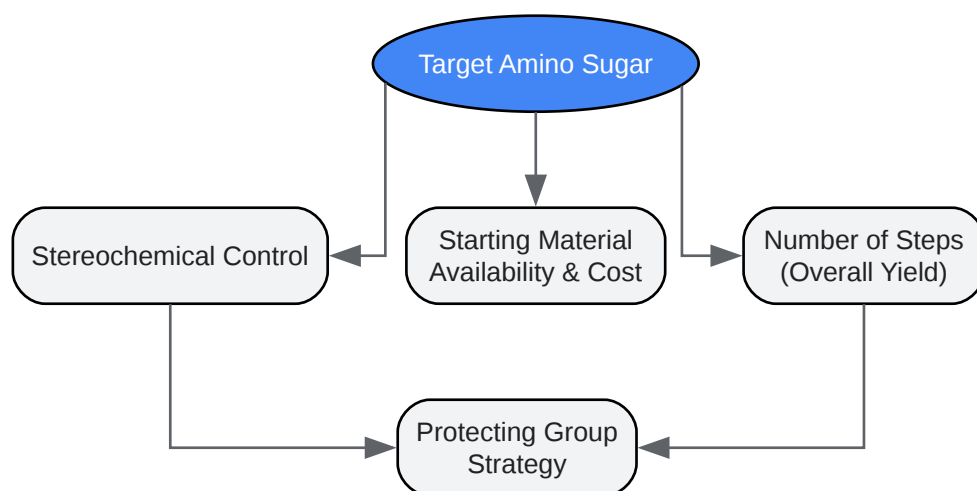 Target Amino Sugar
Stereochemical Control
Starting Material
Availability & Cost
Number of Steps
(Overall Yield)
Protecting Group
Strategy